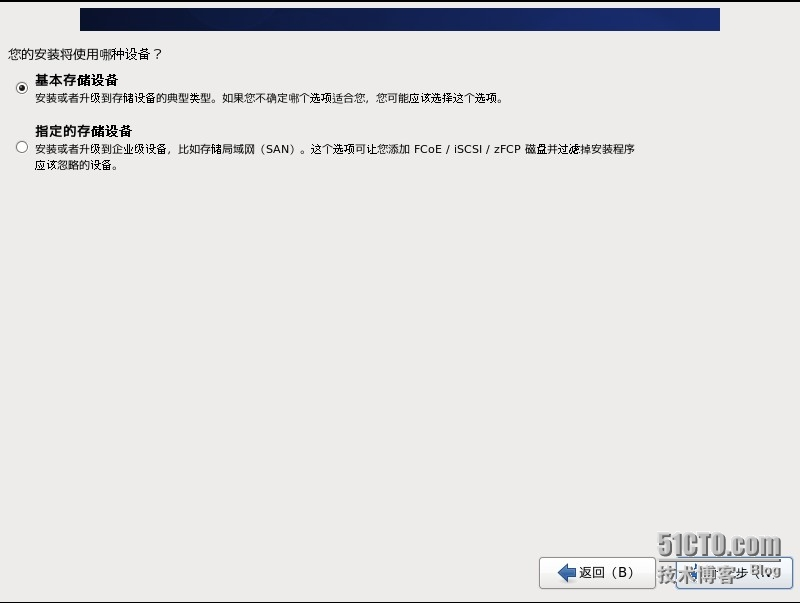 您的安装将使用哪种设备？
基本存储设备
安装或者升级到存储设备的典型类型。如果您不确定哪个选项适合您，您可能应该选择这个选项。
指定的存储设备
安装或者升级到企业级设备，比如存储局域网（SAN）。这个选项可让您添加 FCoE / iSCSI / zFCP 磁盘并过滤掉安装程序
应该忽略的设备。
51CTO.com
返回（B）
技术博客 Blog